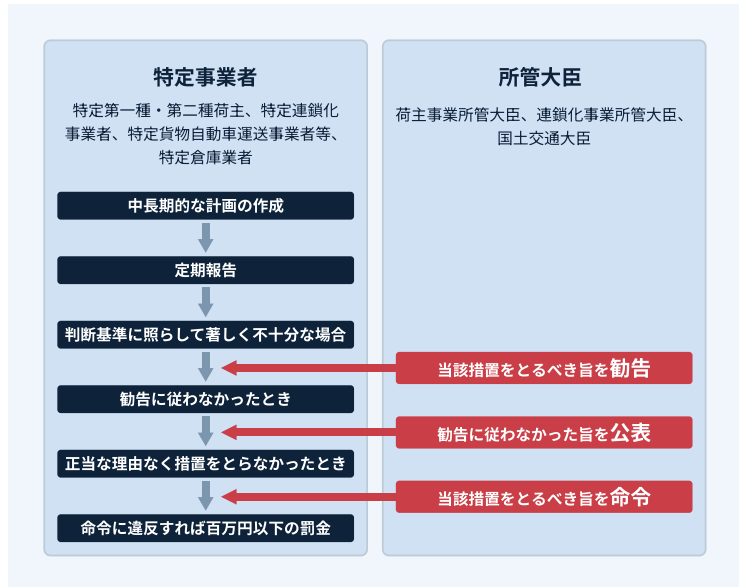 特定事業者
特定第一種・第二種荷主、特定連鎖化
事業者、特定貨物自動車運送事業者等、
特定倉庫業者
中長期的な計画の作成
定期報告
判断基準に照らして著しく不十分な場合
勧告に従わなかったとき
正当な理由なく措置をとらなかったとき
命令に違反すれば百万円以下の罰金
所管大臣
荷主事業所管大臣、連鎖化事業所管大臣、
国土交通大臣
当該措置をとるべき旨を勧告
勧告に従わなかった旨を公表
当該措置をとるべき旨を命令